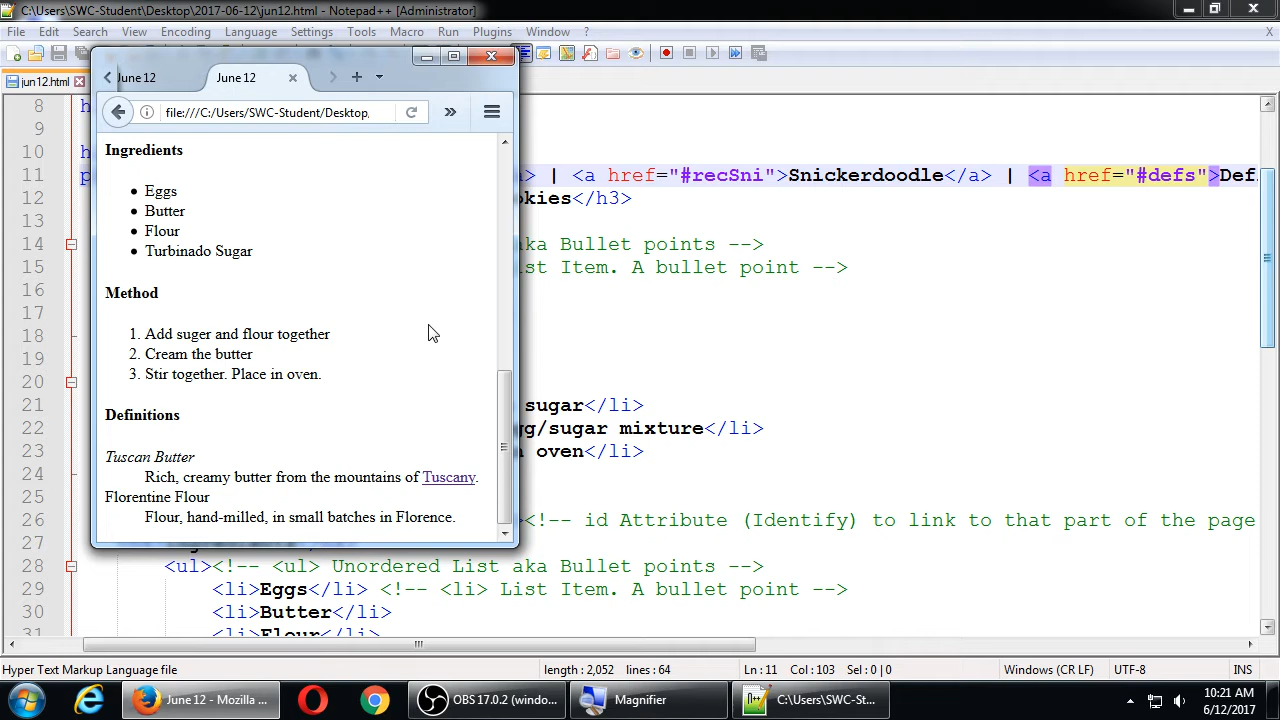 C:\Users\SWC-Student\Desktop\2017-06-12\jun12.html - Notepad++ [Administrator]
File Edit Search View Encoding Language Settings Tools Macro Run Plugins Window ? X
jun12.html
June 12 June 12
file:///C:/Users/SWC-Student/Desktop,
Ingredients
Eggs
Butter
Flour
Turbinado Sugar
Method
1. Add suger and flour together
2. Cream the butter
3. Stir together. Place in oven.
Definitions
Tuscan Butter
Rich, creamy butter from the mountains of Tuscany.
Florentine Flour
Flour, hand-milled, in small batches in Florence.
8 h
9
10 h
11 p a> | <a href="#recSni">Snickerdoodle</a> | <a href="#defs">Def
12 okies</h3>
13
14 aka Bullet points -->
15 st Item. A bullet point -->
16
17
18
19
20
21 sugar</li>
22 gg/sugar mixture</li>
23 n oven</li>
24
25
26 <!-- id Attribute (Identify) to link to that part of the page
27
28 <ul><!-- <ul> Unordered List aka Bullet points -->
29 <li>Eggs</li> <!-- <li> List Item. A bullet point -->
30 <li>Butter</li>
31 <li>Flour</li>
Hyper Text Markup Language file length : 2,052 lines : 64 Ln : 11 Col : 103 Sel : 0 | 0 Windows (CR LF) UTF-8 INS
June 12 - Mozilla ... OBS 17.0.2 (windo... Magnifier C:\Users\SWC-St... 10:21 AM
6/12/2017